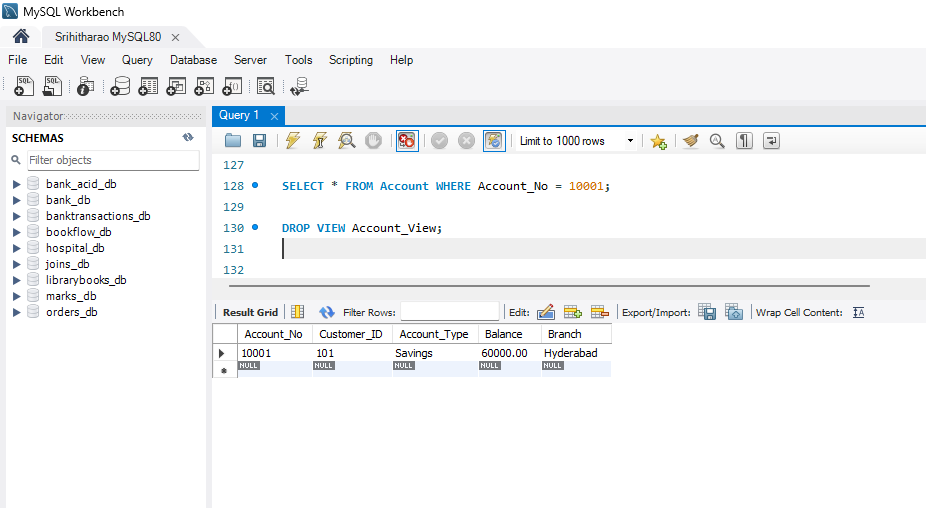 MySQL Workbench
Srihitharao MySQL80
File Edit View Query Database Server Tools Scripting Help
Navigator
SCHEMAS
Filter objects
bank_acid_db
bank_db
banktransactions_db
bookflow_db
hospital_db
joins_db
librarybooks_db
marks_db
orders_db
Query 1
Limit to 1000 rows
127
128 SELECT * FROM Account WHERE Account_No = 10001;
129
130 DROP VIEW Account_View;
131
132
Result Grid Filter Rows: Edit: Export/Import: Wrap Cell Content: IA
Account_No Customer_ID Account_Type Balance Branch
10001 101 Savings 60000.00 Hyderabad
NULL NULL NULL NULL NULL